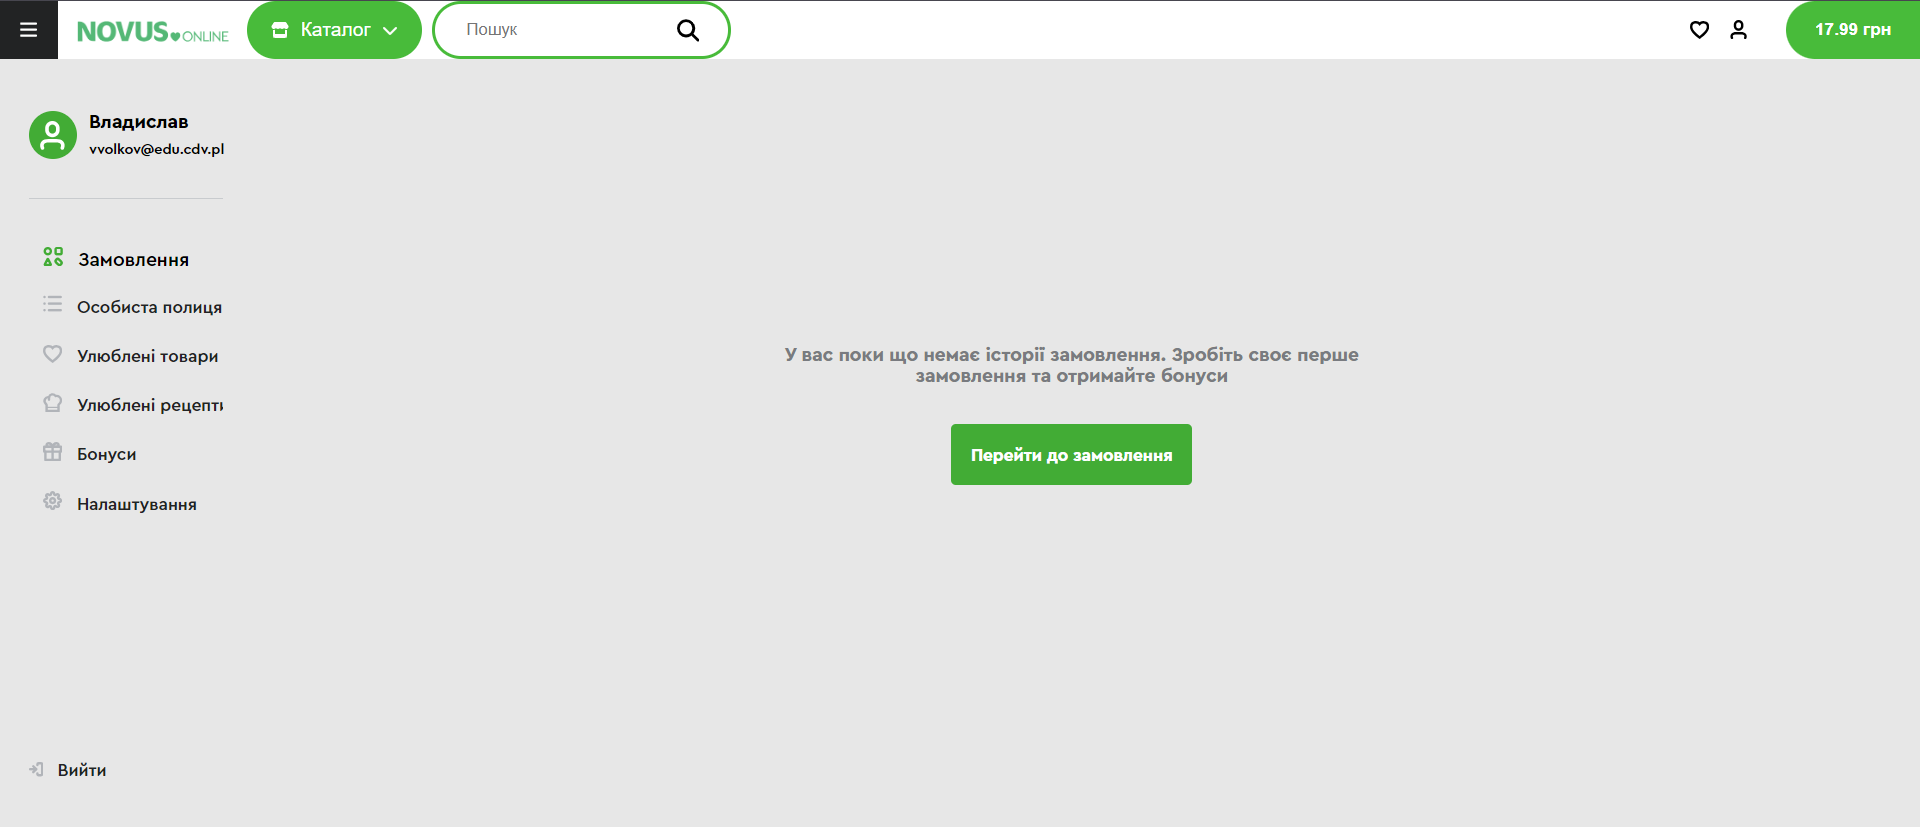 NOVUS ONLINE
Каталог
Пошук
17.99 грн
Владислав
vvolkov@edu.cdv.pl
Замовлення
Особиста полиця
Улюблені товари
Улюблені рецепти
Бонуси
Налаштування
У вас поки що немає історії замовлення. Зробіть своє перше
замовлення та отримайте бонуси
Перейти до замовлення
Вийти